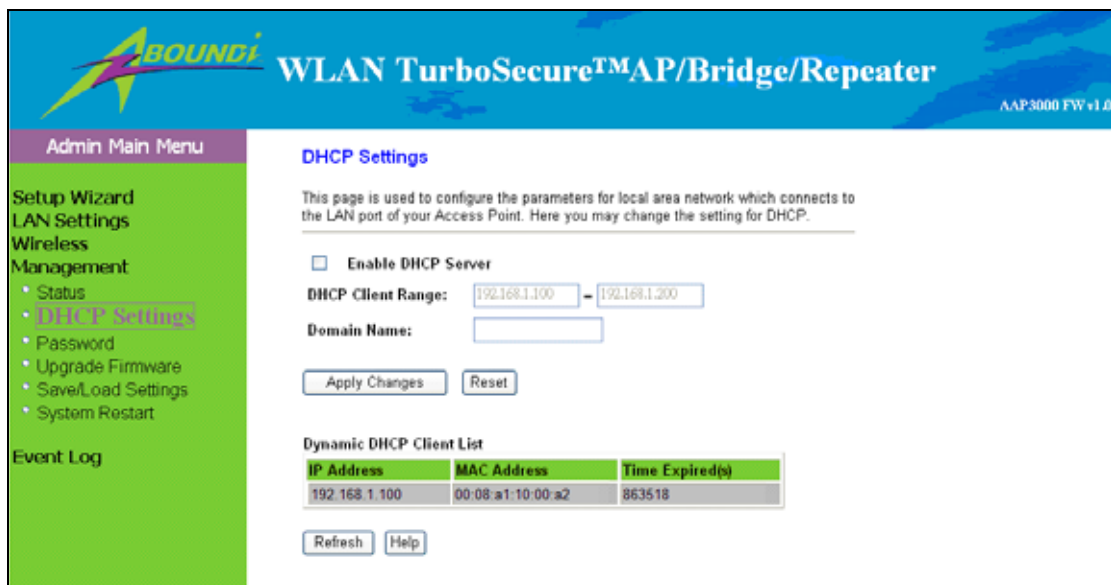 ABOUNDi
WLAN TurboSecure™AP/Bridge/Repeater
AAP3000 FW v1.0
Admin Main Menu
Setup Wizard
LAN Settings
Wireless
Management
Status
DHCP Settings
Password
Upgrade Firmware
Save/Load Settings
System Restart
Event Log
DHCP Settings
This page is used to configure the parameters for local area network which connects to
the LAN port of your Access Point. Here you may change the setting for DHCP.
Enable DHCP Server
DHCP Client Range: 192.168.1.100 – 192.168.1.200
Domain Name:
Apply Changes Reset
Dynamic DHCP Client List
IP Address MAC Address Time Expired(s)
192.168.1.100 00:08:a1:10:00:a2 863518
Refresh Help